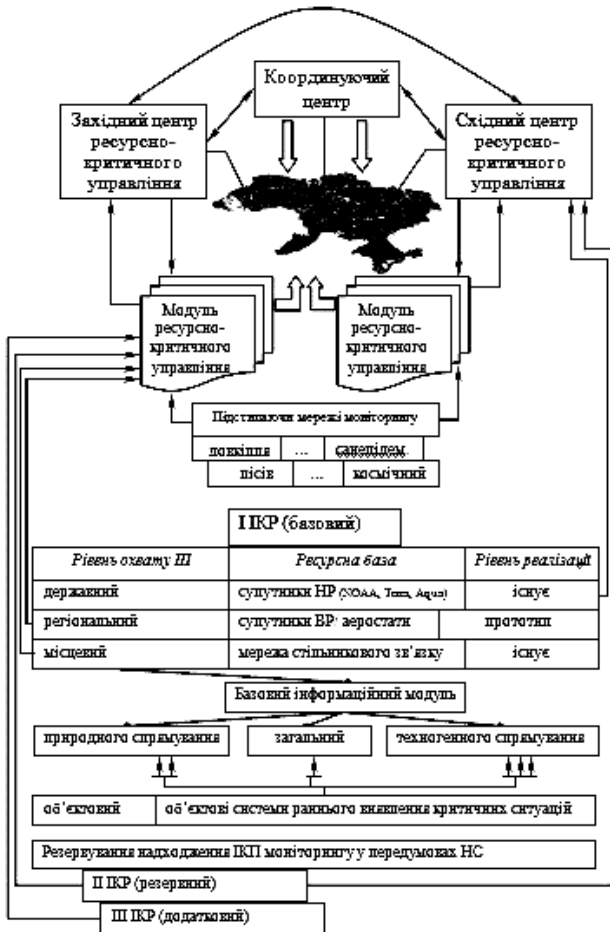 Координуючий
центр
Західний центр
ресурсно-
критичного
управління
Східний центр
ресурсно-
критичного
управління
Модуль
ресурсно-
критичного
управління
Модуль
ресурсно-
критичного
управління
Підстилаючи мережі моніторингу
довкілля ... санепідем.
лісів ... космічний
І ІКР (базовий)
Рівень охвату ІІІ Ресурсна база Рівень реалізації
державний супутники НР (NOAA, Terra, Aqua) існує
регіональний супутники ВР' аеростати прототип
місцевий мережа стільникового зв'язку існує
Базовий інформаційний модуль
природного спрямування загальний техногенного спрямування
об'єктовий об'єктові системи раннього виявлення критичних ситуацій
Резервування надходження ІКП моніторингу у передумовах НС
ІІ ІКР (резервний)
ІІІ ІКР (додатковий)